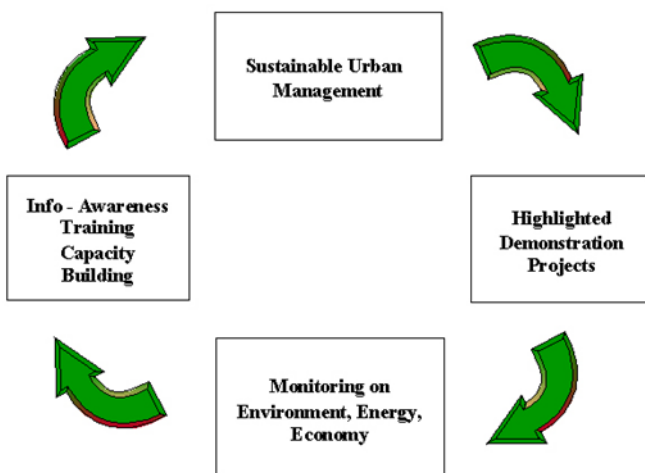 Sustainable Urban
Management
Info - Awareness
Training
Capacity
Building
Highlighted
Demonstration
Projects
Monitoring on
Environment, Energy,
Economy